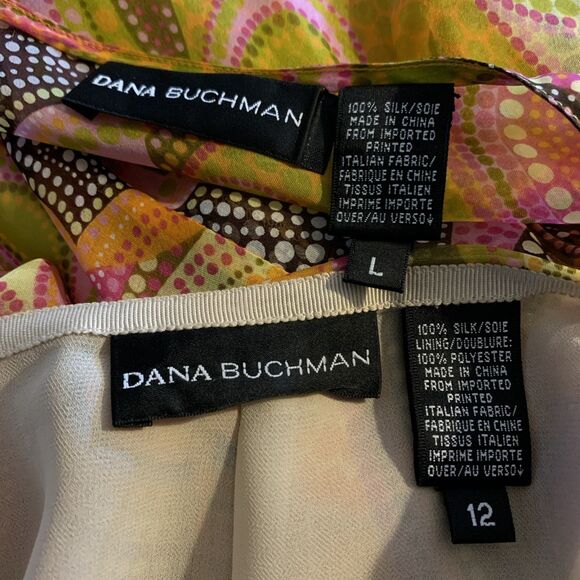 DANA BUCHMAN
100% SILK/SOIE
MADE IN CHINA
FROM IMPORTED
PRINTED
ITALIAN FABRIC/
FABRIQUE EN CHINE
TISSUS ITALIEN
IMPRIME IMPORTE
OVER/AU VERSO↓
L
DANA BUCHMAN
100% SILK/SOIE
LINING/DOUBLURE:
100% POLYESTER
MADE IN CHINA
FROM IMPORTED
PRINTED
ITALIAN FABRIC/
FABRIQUE EN CHINE
TISSUS ITALIEN
IMPRIME IMPORTE
OVER/AU VERSO↓
12